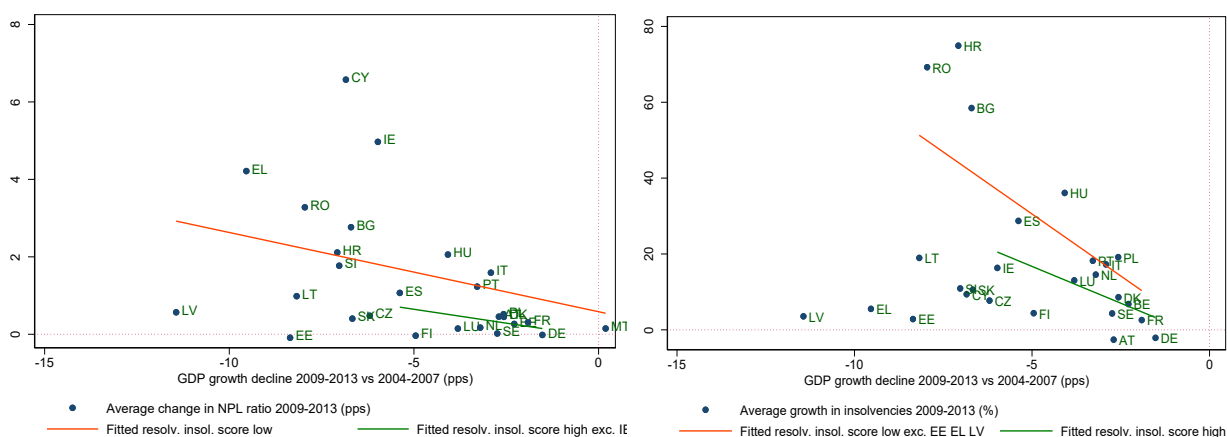 8
6
4
2
0
CY
IE
EL
RO
BG
HR
SI
HU
IT
PT
ES
LT
LV
SK
CZ
EE
FI
LU
NL
SE
PL
DK
FR
DE
MT
-15
-10
-5
0
GDP growth decline 2009-2013 vs 2004-2007 (pps)
Average change in NPL ratio 2009-2013 (pps)
Fitted resolv. insol. score low
Fitted resolv. insol. score high exc. IE
80
60
40
20
0
HR
RO
BG
HU
ES
LT
IE
PT
IT
PL
NL
LU
SI
SK
CY
CZ
DK
BE
EL
LV
EE
FI
SE
FR
AT
DE
-15
-10
-5
0
GDP growth decline 2009-2013 vs 2004-2007 (pps)
Average growth in insolvencies 2009-2013 (%)
Fitted resolv. insol. score low exc. EE EL LV
Fitted resolv. insol. score high